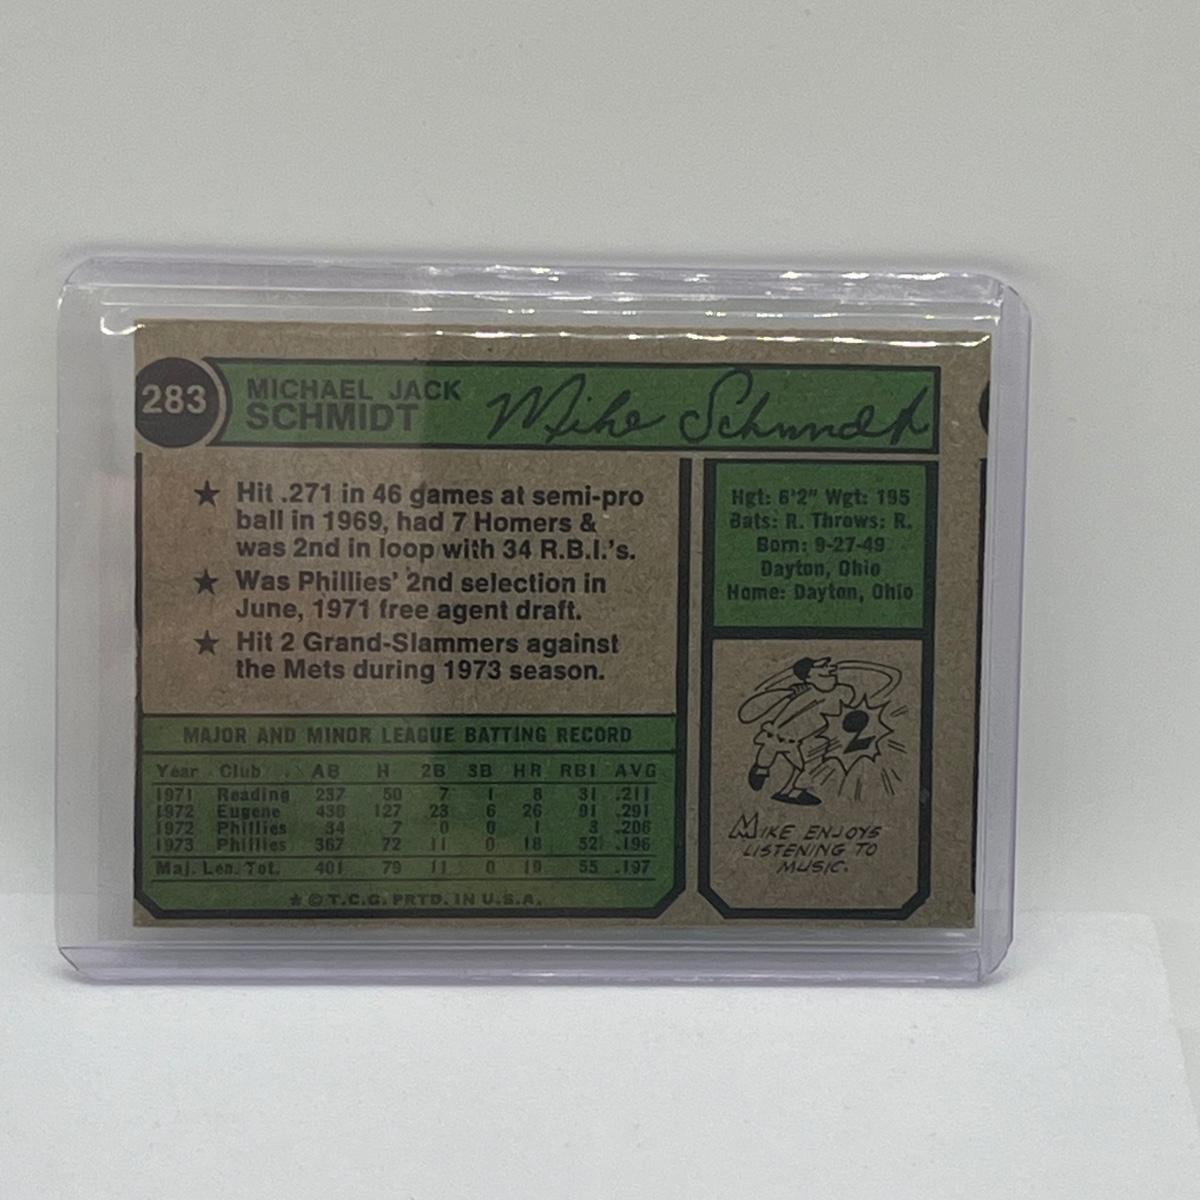 283
MICHAEL JACK
SCHMIDT
Mike Schmidt
★ Hit .271 in 46 games at semi-pro
ball in 1969, had 7 Homers &
was 2nd in loop with 34 R.B.I.'s.
★ Was Phillies' 2nd selection in
June, 1971 free agent draft.
★ Hit 2 Grand-Slammers against
the Mets during 1973 season.
MAJOR AND MINOR LEAGUE BATTING RECORD
Year Club AB H 2B 3B HR RBI AVG
1971 Reading 237 50 7 1 8 31 .211
1972 Eugene 436 127 23 6 26 91 .291
1972 Phillies 34 7 0 0 1 3 .206
1973 Phillies 367 72 11 0 18 52 .196
Maj. Lea. Tot. 401 79 11 0 19 55 .197
★ © T.C.G. PRTD. IN U.S.A.
Hgt: 6'2" Wgt: 195
Bats: R. Throws: R.
Born: 9-27-49
Dayton, Ohio
Home: Dayton, Ohio
2
MIKE ENJOYS
LISTENING TO
MUSIC.